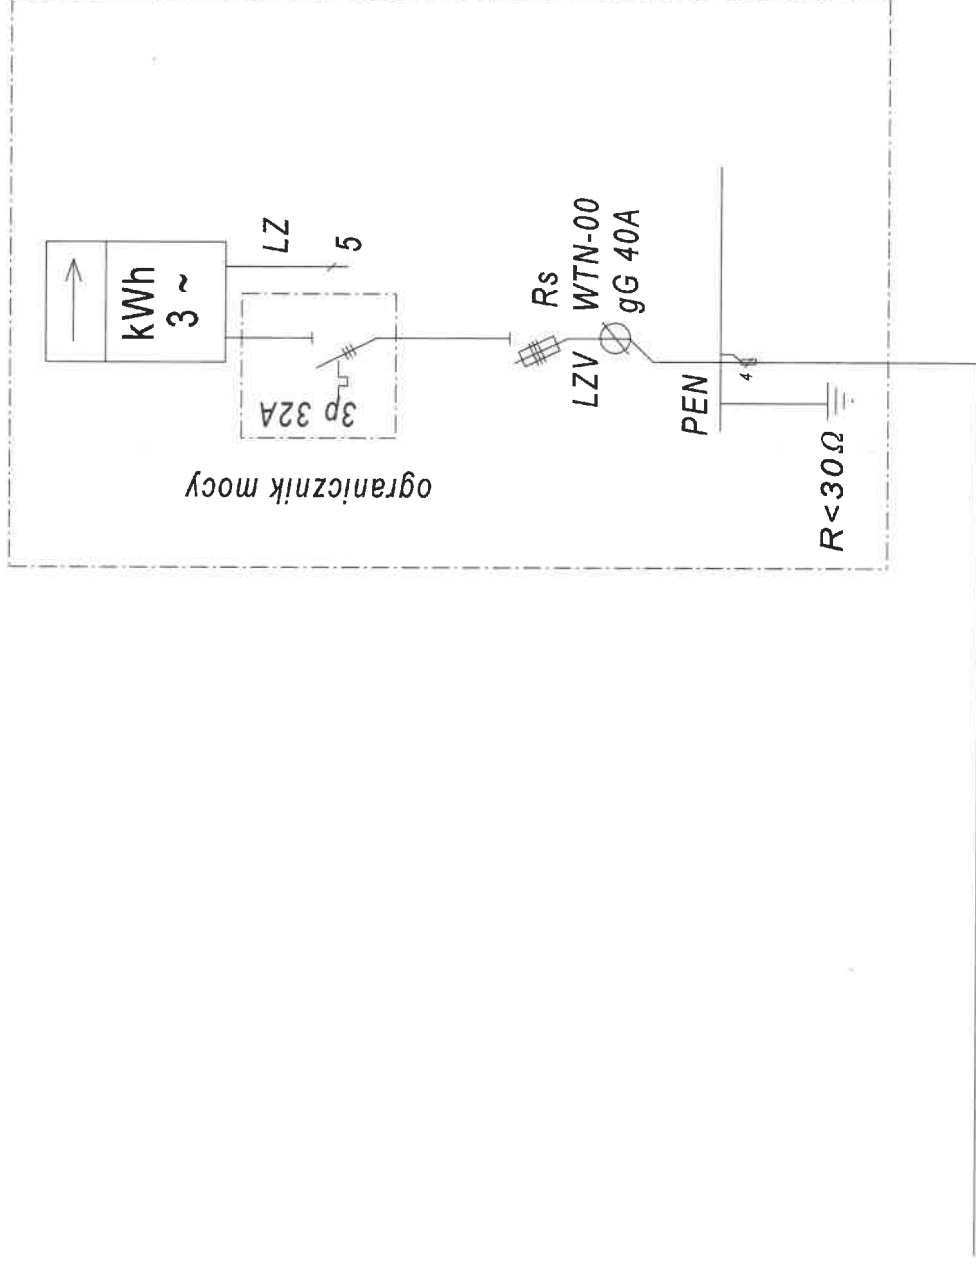 kWh
3 ~
LZ
5
3p 32A
ogranicznik mocy
Rs
WTN-00
gG 40A
LZV
PEN
4
R<30Ω